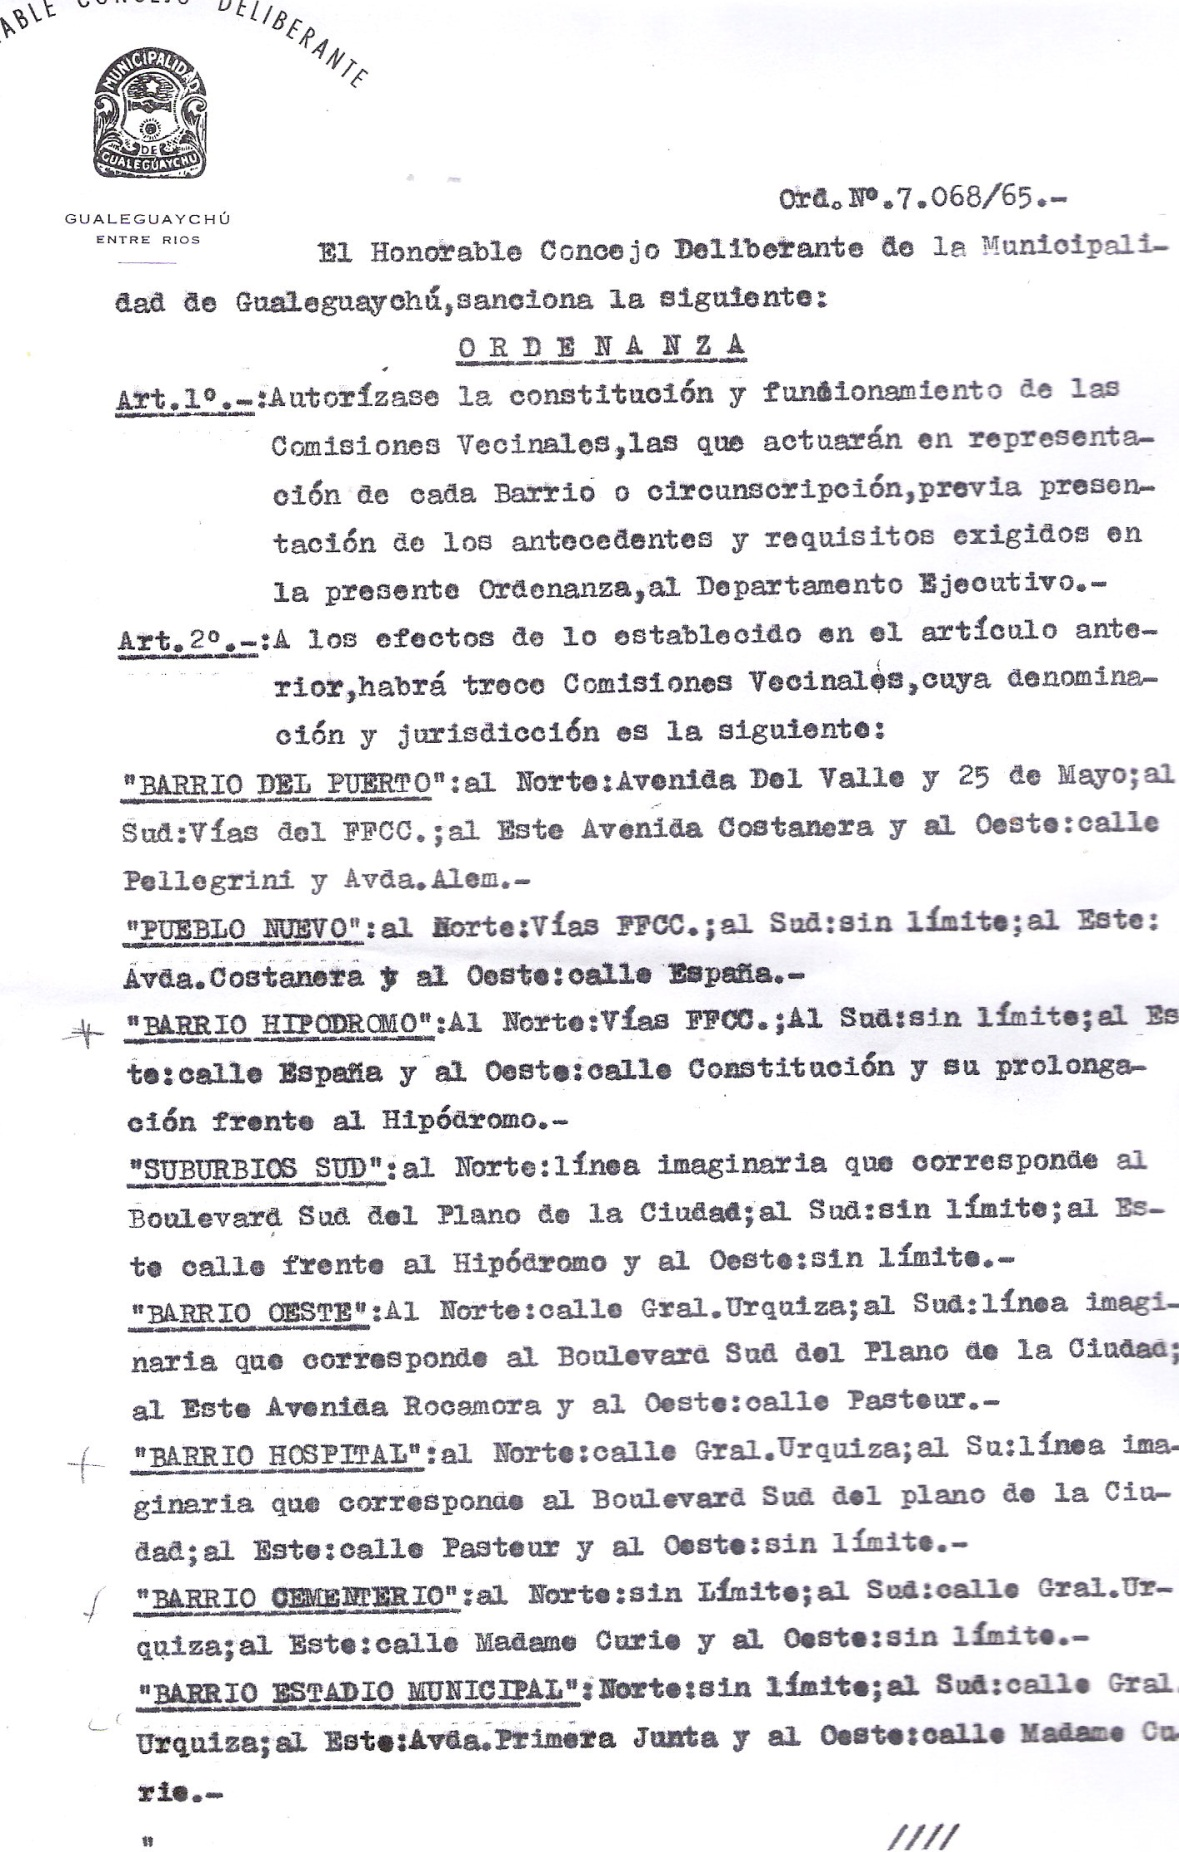 CONCEJO DELIBERANTE
MUNICIPALIDAD
DE
GUALEGUAYCHU
GUALEGUAYCHÚ
ENTRE RIOS
Ord.Nº.7.068/65.-
El Honorable Concejo Deliberante de la Municipali-
dad de Gualeguaychú,sanciona la siguiente:
O R D E N A N Z A
Art.1º.-:Autorízase la constitución y funcionamiento de las
Comisiones Vecinales,las que actuarán en representa-
ción de cada Barrio o circunscripción,previa presen-
tación de los antecedentes y requisitos exigidos en
la presente Ordenanza,al Departamento Ejecutivo.-
Art.2º.-:A los efectos de lo establecido en el artículo ante-
rior,habrá trece Comisiones Vecinales,cuya denomina-
ción y jurisdicción es la siguiente:
"BARRIO DEL PUERTO":al Norte:Avenida Del Valle y 25 de Mayo;al
Sud:Vías del FFCC.;al Este Avenida Costanera y al Oeste:calle
Pellegrini y Avda.Alem.-
"PUEBLO NUEVO":al Norte:Vías FFCC.;al Sud:sin límite;al Este:
Avda.Costanera y al Oeste:calle España.-
"BARRIO HIPODROMO":Al Norte:Vías FFCC.;Al Sud:sin límite;al Es
te:calle España y al Oeste:calle Constitución y su prolonga-
ción frente al Hipódromo.-
"SUBURBIOS SUD":al Norte:línea imaginaria que corresponde al
Boulevard Sud del Plano de la Ciudad;al Sud:sin límite;al Es-
te calle frente al Hipódromo y al Oeste:sin límite.-
"BARRIO OESTE":Al Norte:calle Gral.Urquiza;al Sud:línea imagi-
naria que corresponde al Boulevard Sud del Plano de la Ciudad;
al Este Avenida Rocamora y al Oeste:calle Pasteur.-
"BARRIO HOSPITAL":al Norte:calle Gral.Urquiza;al Su:línea ima-
ginaria que corresponde al Boulevard Sud del plano de la Ciu-
dad;al Este:calle Pasteur y al Oeste:sin límite.-
"BARRIO CEMENTERIO":al Norte:sin Límite;al Sud:calle Gral.Ur-
quiza;al Este:calle Madame Curie y al Oeste:sin límite.-
"BARRIO ESTADIO MUNICIPAL":Norte:sin límite;al Sud:calle Gral.
Urquiza;al Este:Avda.Primera Junta y al Oeste:calle Madame Cu-
rie.-
"
////